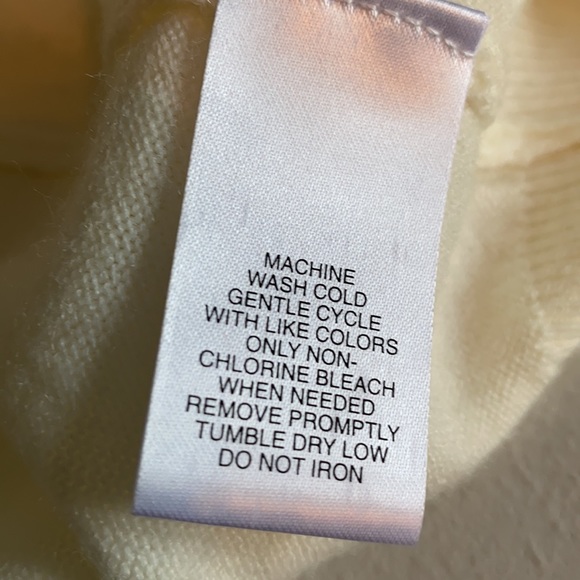 MACHINE
WASH COLD
GENTLE CYCLE
WITH LIKE COLORS
ONLY NON-
CHLORINE BLEACH
WHEN NEEDED
REMOVE PROMPTLY
TUMBLE DRY LOW
DO NOT IRON